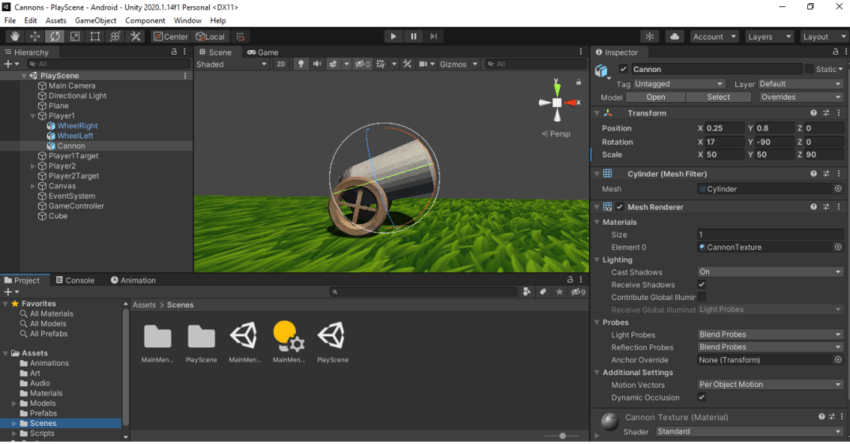 Cannons - PlayScene - Android - Unity 2020.1.14f1 Personal <DX11>
File Edit Assets GameObject Component Window Help
Center Local Account Layers Layout
Hierarchy
All
PlayScene
Main Camera
Directional Light
Plane
Player1
WheelRight
WheelLeft
Cannon
Player1Target
Player2
Player2Target
Canvas
EventSystem
GameController
Cube
Scene Game
Shaded 2D 0 Gizmos All
y
x
Persp
Inspector
Cannon Static
Tag Untagged Layer Default
Model Open Select Overrides
Transform
Position X 0.25 Y 0.8 Z 0
Rotation X 17 Y -90 Z 0
Scale X 50 Y 50 Z 90
Cylinder (Mesh Filter)
Mesh Cylinder
Mesh Renderer
Materials
Size 1
Element 0 CannonTexture
Lighting
Cast Shadows On
Receive Shadows
Contribute Global Illumir
Receive Global Illuminat Light Probes
Probes
Light Probes Blend Probes
Reflection Probes Blend Probes
Anchor Override None (Transform)
Additional Settings
Motion Vectors Per Object Motion
Dynamic Occlusion
Cannon Texture (Material)
Shader Standard
Project Console Animation
9
Favorites
All Materials
All Models
All Prefabs
Assets
Animations
Art
Audio
Materials
Models
Prefabs
Scenes
Scripts
Assets > Scenes
MainMen... PlayScene MainMen... MainMen... PlayScene